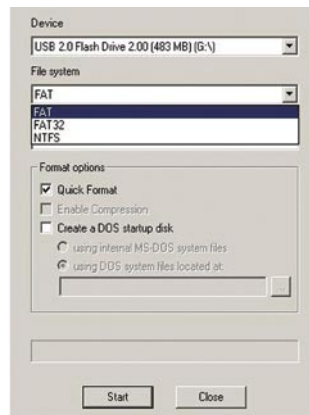 Device
USB 2.0 Flash Drive 2.00 (483 MB) (G:\)
File system
FAT
FAT
FAT32
NTFS
Format options
Quick Format
Enable Compression
Create a DOS startup disk
using internal MS-DOS system files
using DOS system files located at:
...
Start
Close